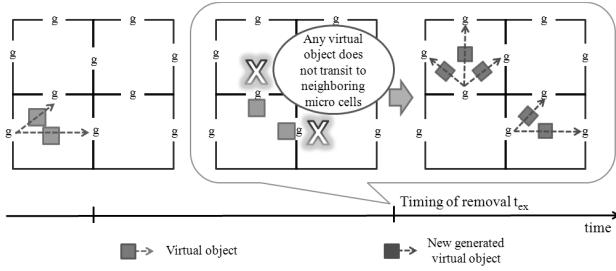 g g
g g g
g g
g g g
g g
g g g
g g
g g g
g g
g g g
g g
g g g
X
X
Any virtual
object does
not transit to
neighboring
micro cells
Timing of removal tex
time
Virtual object
New generated
virtual object